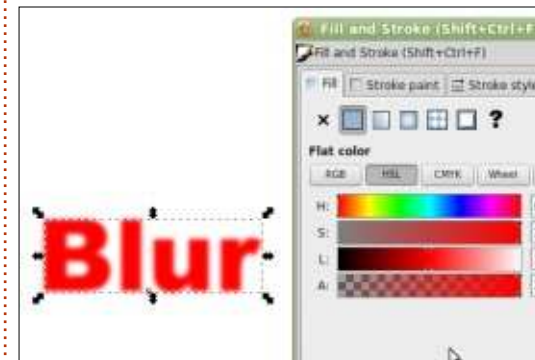 Fill and Stroke (Shift+Ctrl+F
Fill and Stroke (Shift+Ctrl+F)
Fill Stroke paint Stroke style
?
Flat color
RGB HSL CMYK Wheel
H:
S:
L:
A:
Blur